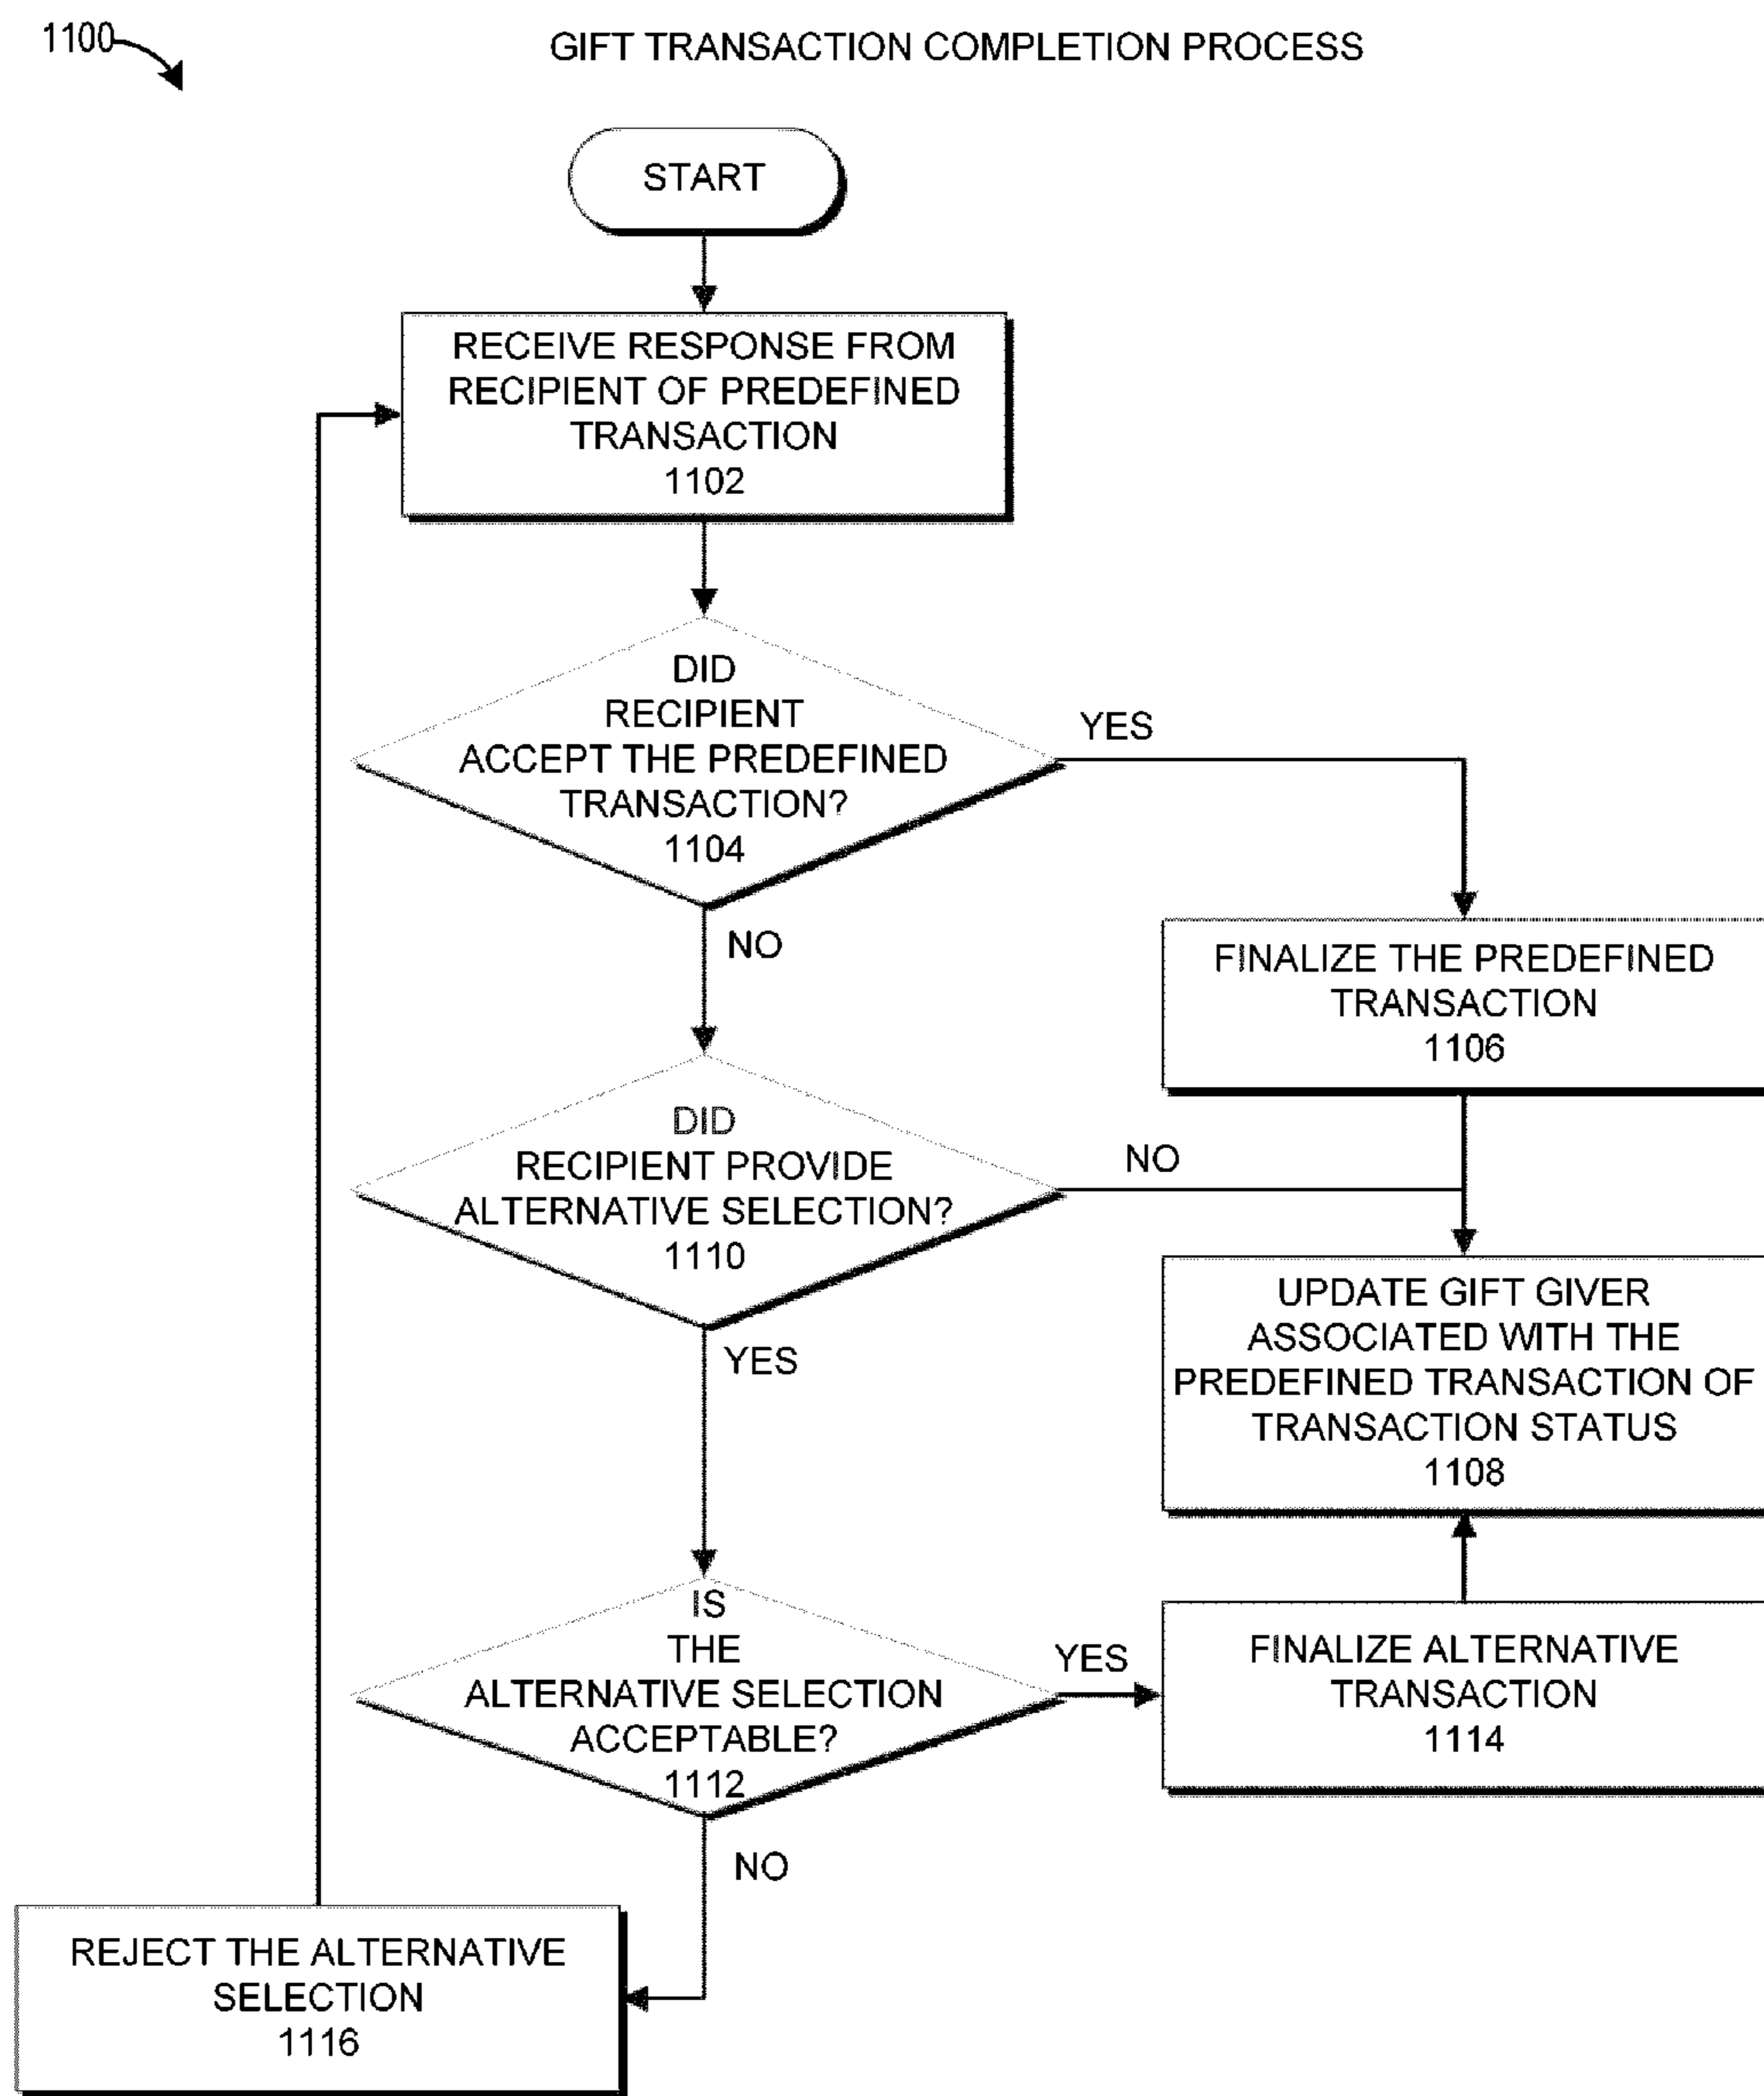 1100
GIFT TRANSACTION COMPLETION PROCESS
START
RECEIVE RESPONSE FROM
RECIPIENT OF PREDEFINED
TRANSACTION
1102
DID
RECIPIENT
ACCEPT THE PREDEFINED
TRANSACTION?
1104
YES
NO
FINALIZE THE PREDEFINED
TRANSACTION
1106
DID
RECIPIENT PROVIDE
ALTERNATIVE SELECTION?
1110
NO
YES
UPDATE GIFT GIVER
ASSOCIATED WITH THE
PREDEFINED TRANSACTION OF
TRANSACTION STATUS
1108
IS
THE
ALTERNATIVE SELECTION
ACCEPTABLE?
1112
YES
NO
FINALIZE ALTERNATIVE
TRANSACTION
1114
REJECT THE ALTERNATIVE
SELECTION
1116